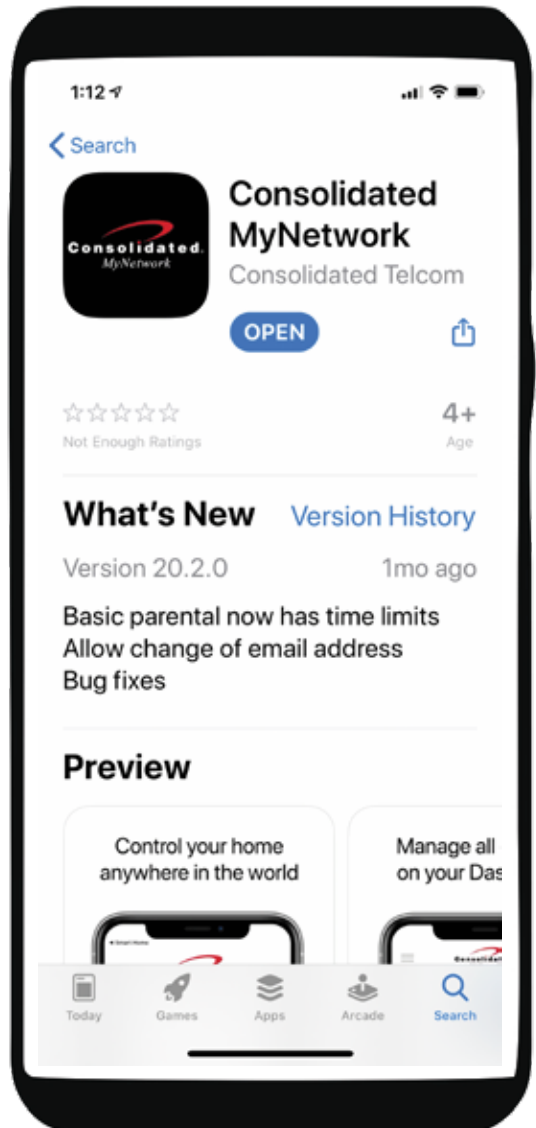 1:12
Search
Consolidated
MyNetwork
Consolidated.
MyNetwork
Consolidated Telcom
OPEN
4+
Not Enough Ratings
Age
What's New
Version History
Version 20.2.0
1mo ago
Basic parental now has time limits
Allow change of email address
Bug fixes
Preview
Control your home
anywhere in the world
Manage all
on your Das
Smart Home
Today
Games
Apps
Arcade
Search